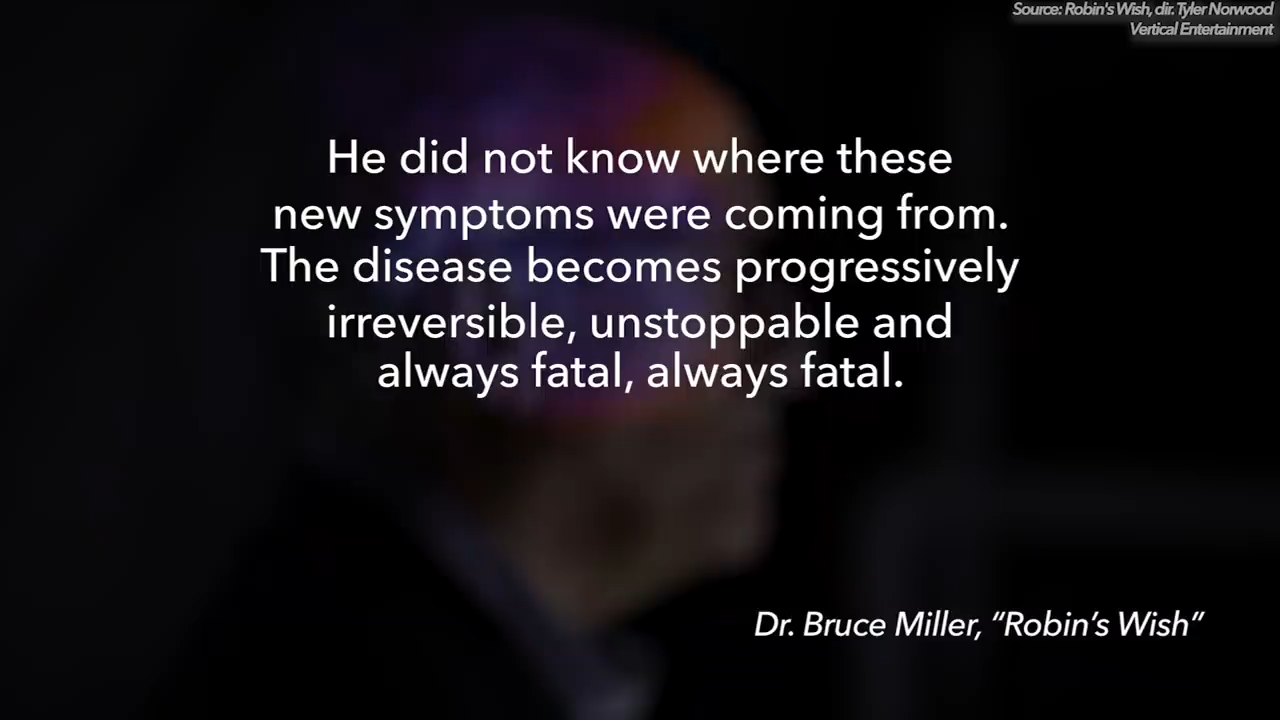 Source: Robin's Wish, dir. Tyler Norwood
Vertical Entertainment
He did not know where these
new symptoms were coming from.
The disease becomes progressively
irreversible, unstoppable and
always fatal, always fatal.
Dr. Bruce Miller, “Robin’s Wish”